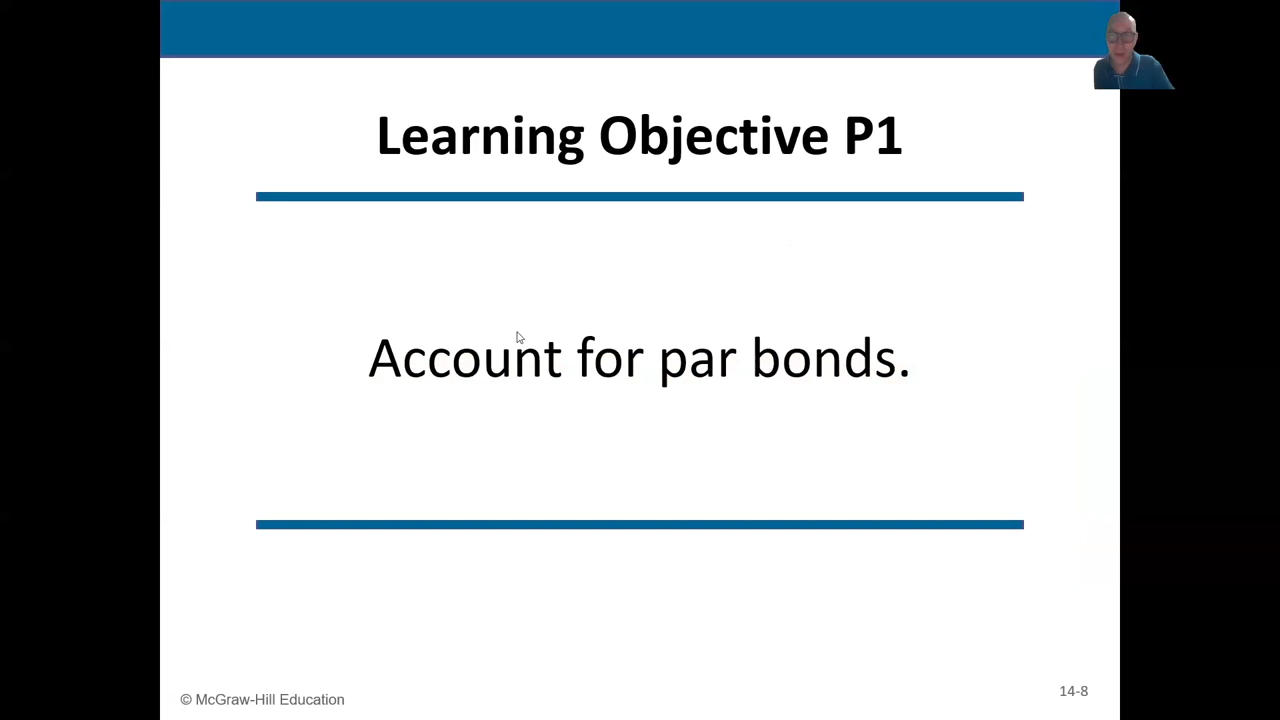 Learning Objective P1
Account for par bonds.
© McGraw-Hill Education
14-8